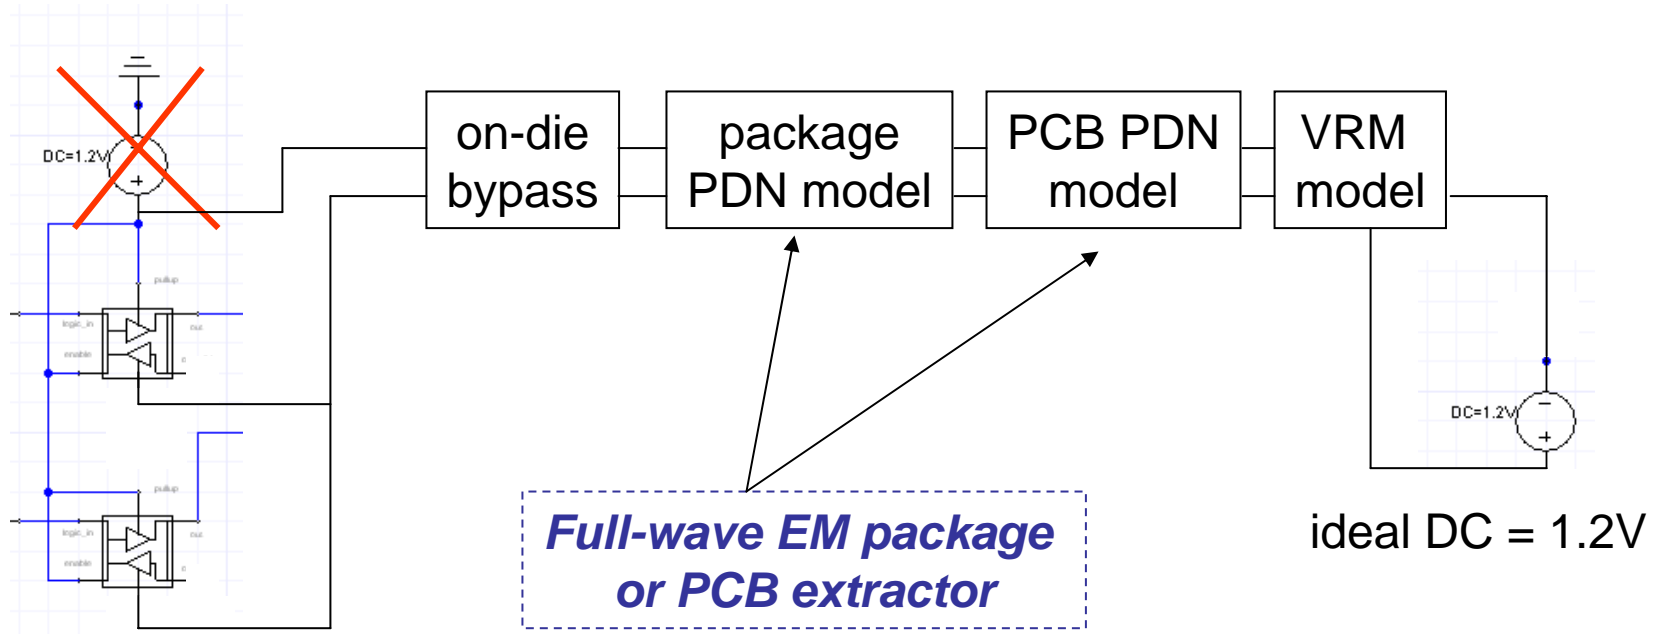 DC=1.2V
on-die
bypass
package
PDN model
PCB PDN
model
VRM
model
pullup
logic_in
out
enable
pullup
logic_in
out
enable
DC=1.2V
Full-wave EM package
or PCB extractor
ideal DC = 1.2V